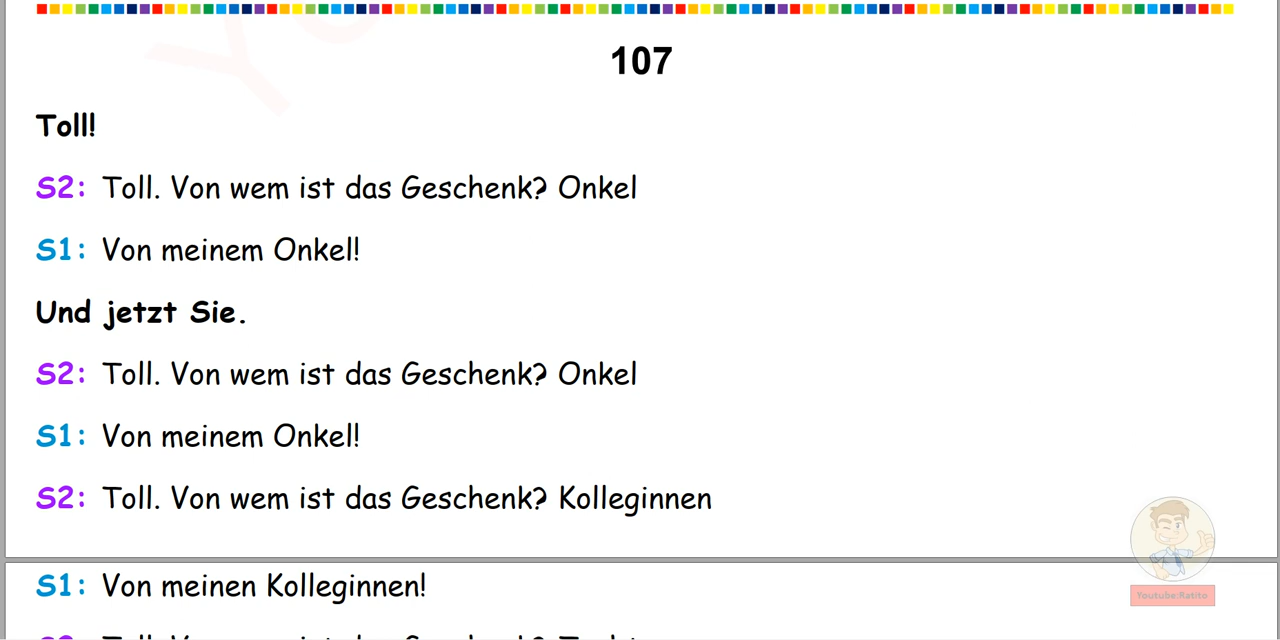 107
Toll!
S2: Toll. Von wem ist das Geschenk? Onkel
S1: Von meinem Onkel!
Und jetzt Sie.
S2: Toll. Von wem ist das Geschenk? Onkel
S1: Von meinem Onkel!
S2: Toll. Von wem ist das Geschenk? Kolleginnen
Youtube:Ratito
S1: Von meinen Kolleginnen!